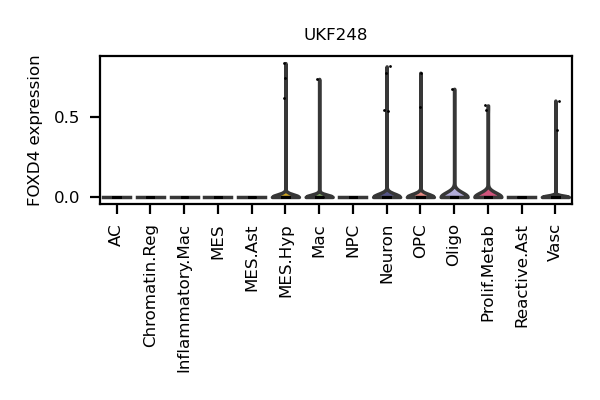 UKF248
FOXD4 expression
0.5
0.0
AC
Chromatin.Reg
Inflammatory.Mac
MES
MES.Ast
MES.Hyp
Mac
NPC
Neuron
OPC
Oligo
Prolif.Metab
Reactive.Ast
Vasc